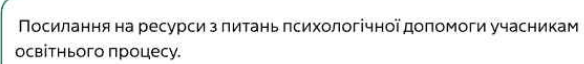 Посилання на ресурси з питань психологічної допомоги учасникам
освітнього процесу.